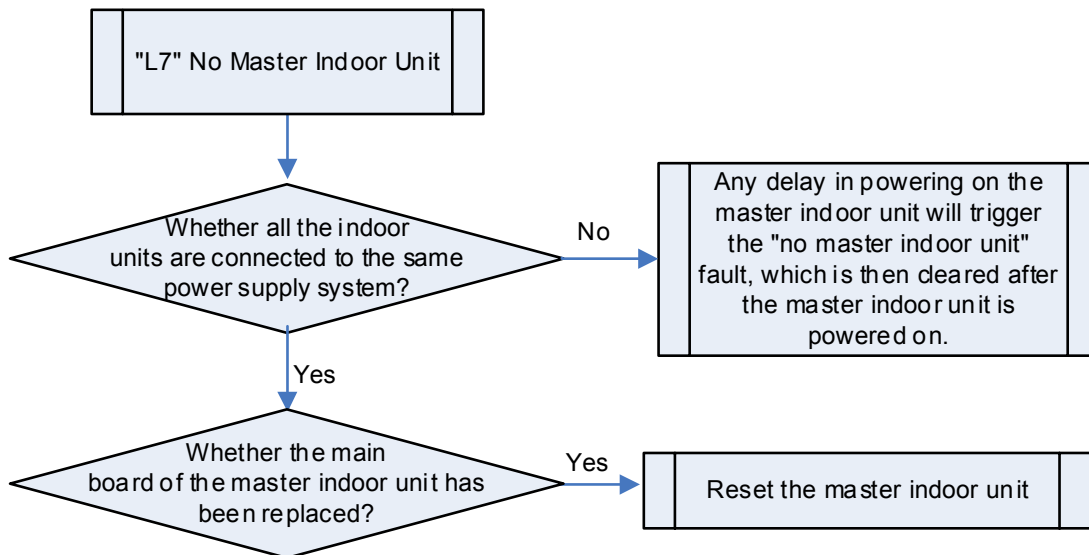 "L7" No Master Indoor Unit
Whether all the indoor
units are connected to the same
power supply system?
No
Any delay in powering on the
master indoor unit will trigger
the "no master indoor unit"
fault, which is then cleared after
the master indoor unit is
powered on.
Yes
Whether the main
board of the master indoor unit has
been replaced?
Yes
Reset the master indoor unit